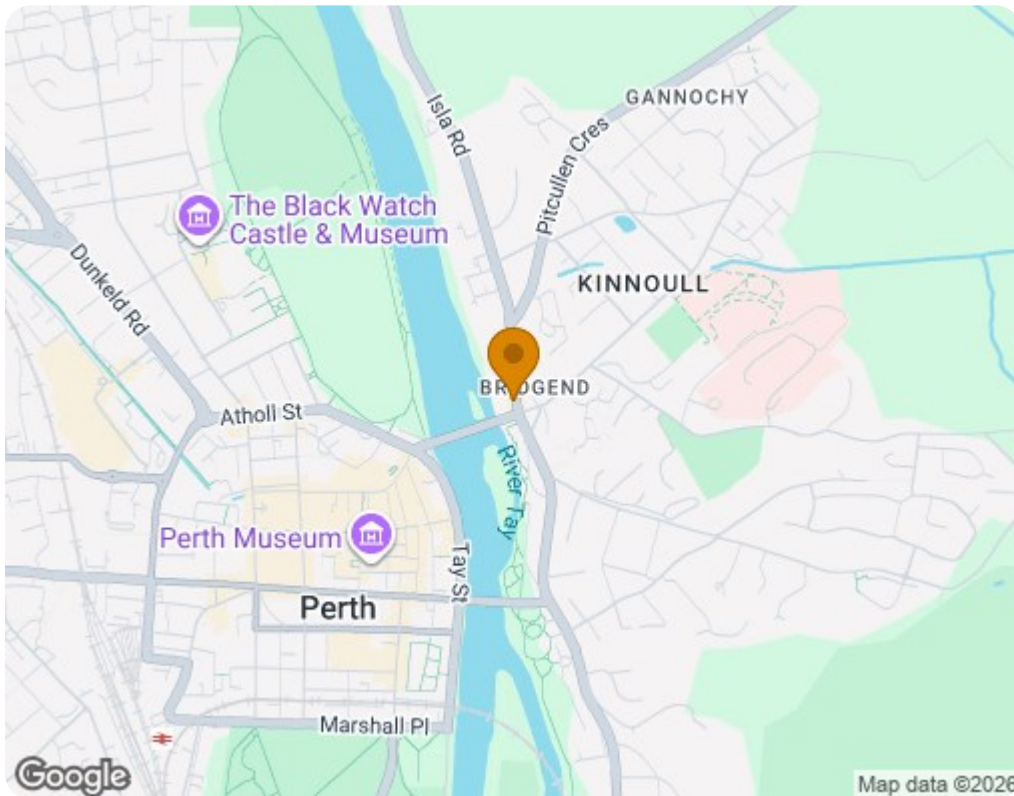 GANNOCHY
Isla Rd
Pitcullen Cres
The Black Watch
Castle & Museum
KINNOULL
Dunkeld Rd
BRIDGEND
Atholl St
River Tay
Perth Museum
Tay St
Perth
Marshall Pl
Google
Map data ©2026